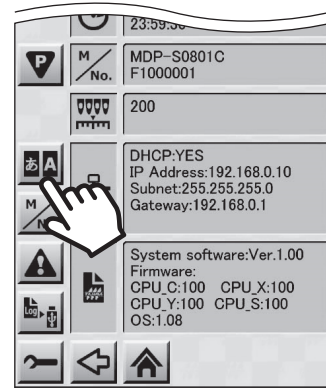 23:59:30
P
M/No.
MDP-S0801C
F1000001
200
あ A
DHCP:YES
IP Address:192.168.0.10
Subnet:255.255.255.0
Gateway:192.168.0.1
M/N
System software:Ver.1.00
Firmware:
CPU_C:100 CPU_X:100
CPU_Y:100 CPU_S:100
OS:1.08
Log